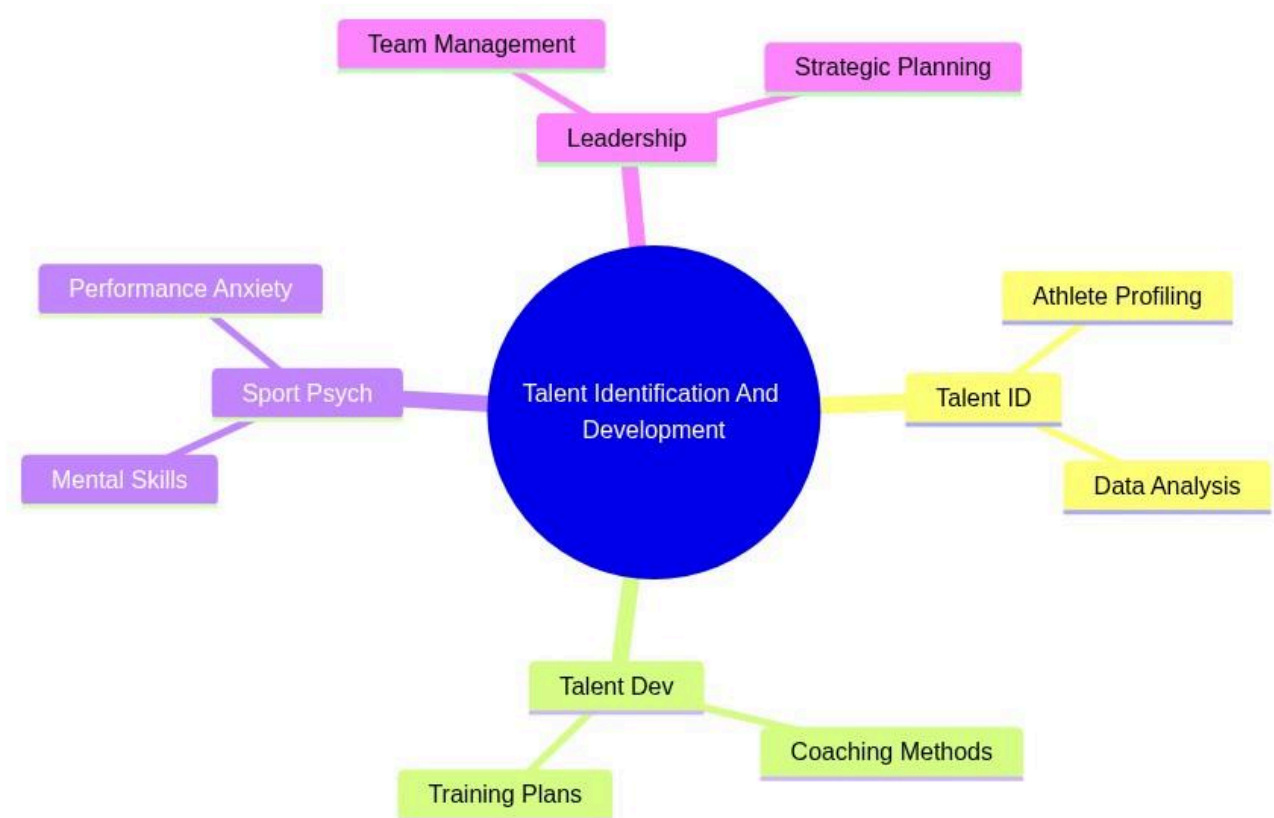 Team Management
Strategic Planning
Leadership
Performance Anxiety
Athlete Profiling
Sport Psych
Talent Identification And
Development
Talent ID
Mental Skills
Data Analysis
Talent Dev
Coaching Methods
Training Plans